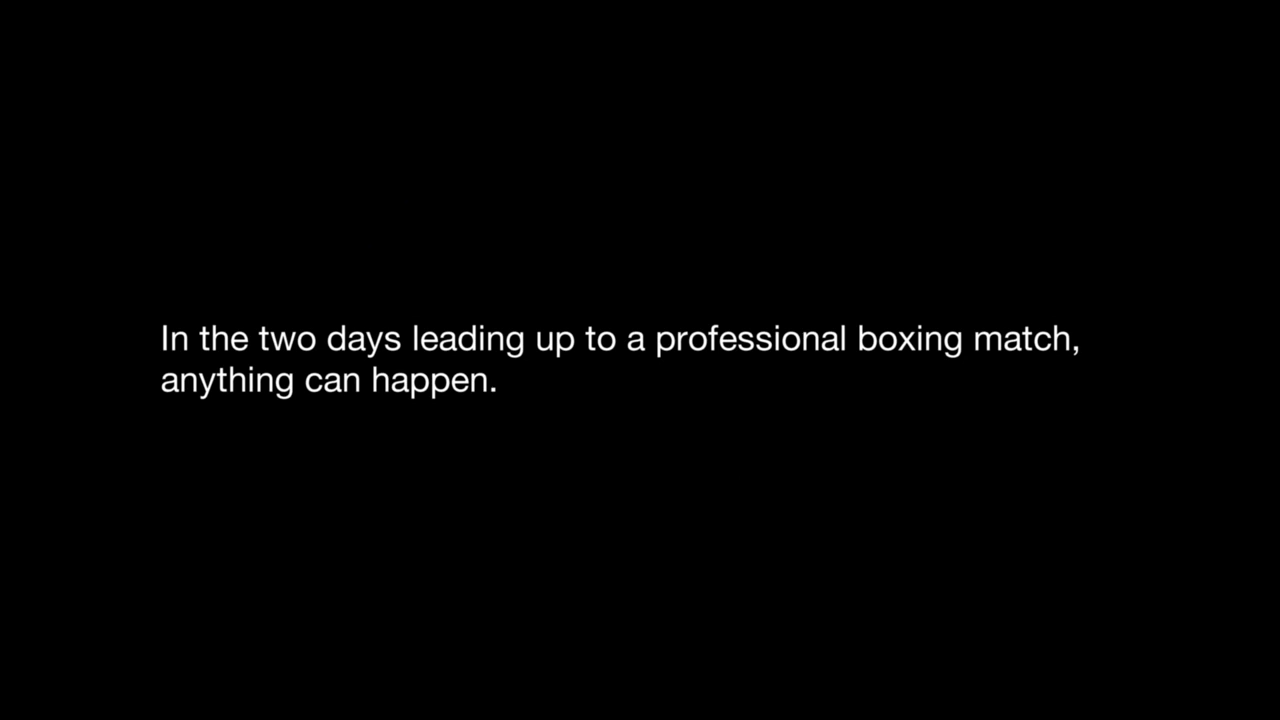 In the two days leading up to a professional boxing match,
anything can happen.